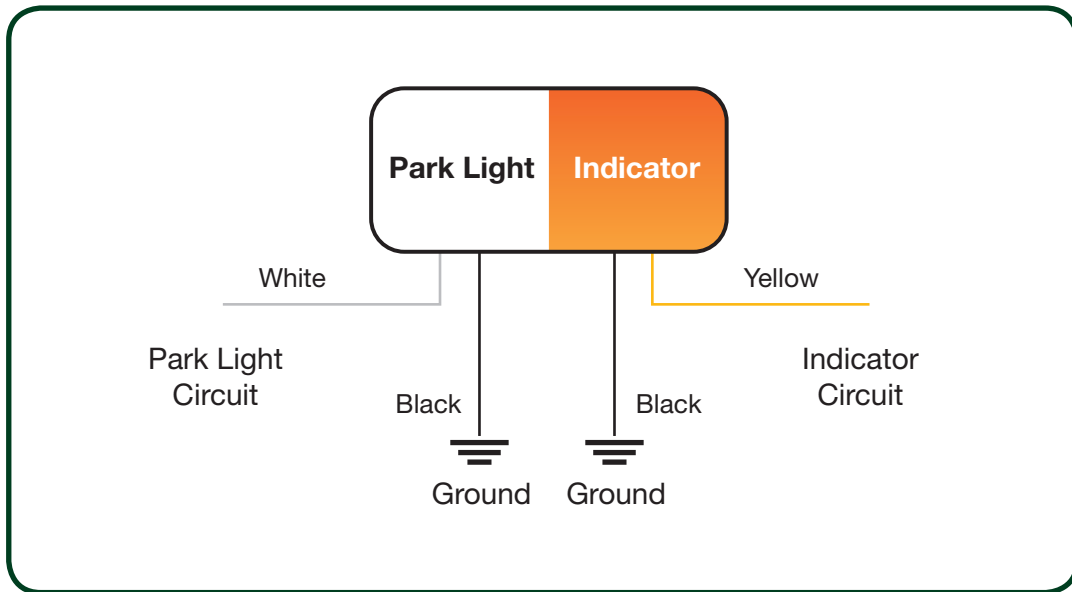 Park Light
Indicator
White
Yellow
Park Light
Circuit
Indicator
Circuit
Black
Black
Ground
Ground